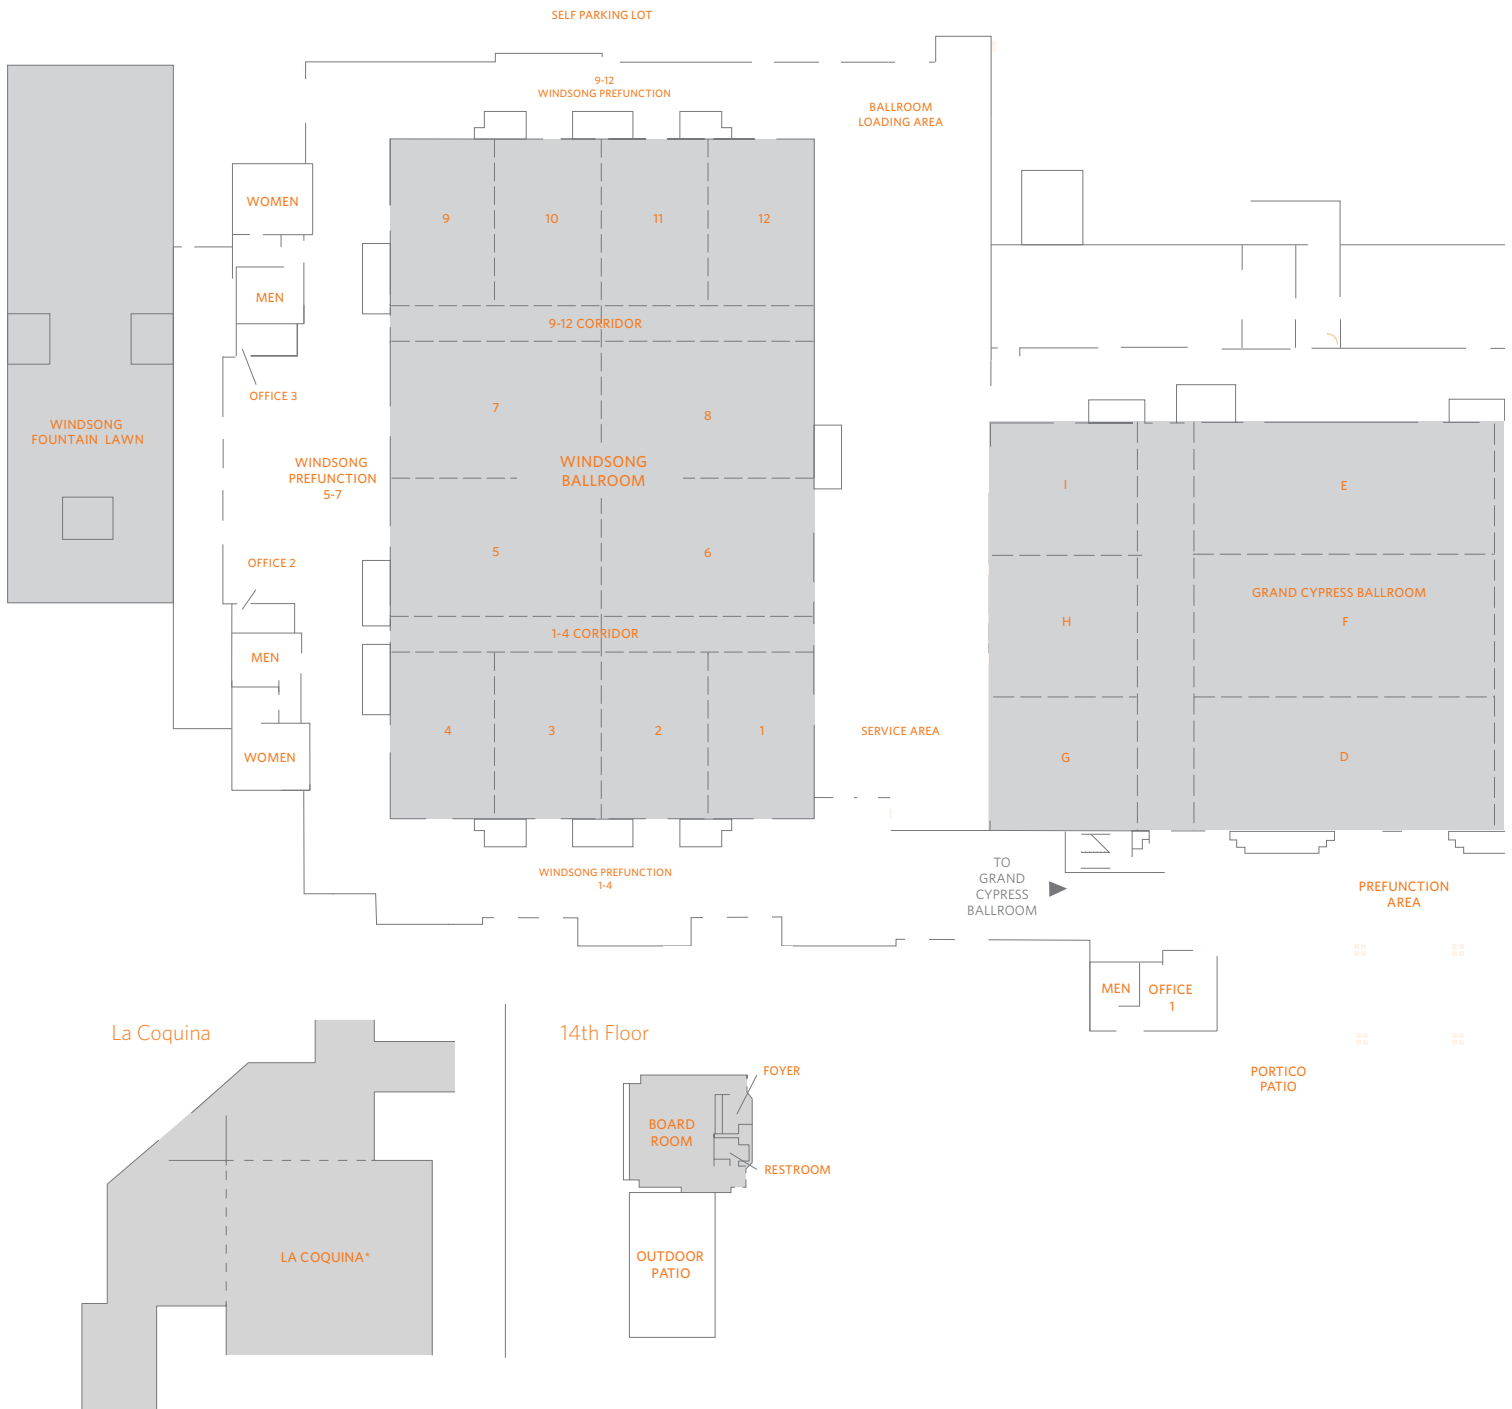 SELF PARKING LOT
9-12
WINDSONG PREFUNCTION
BALLROOM
LOADING AREA
WOMEN
9
10
11
12
MEN
9-12 CORRIDOR
OFFICE 3
7
8
WINDSONG
FOUNTAIN LAWN
WINDSONG
PREFUNCTION
5-7
WINDSONG
BALLROOM
I
E
5
6
OFFICE 2
GRAND CYPRESS BALLROOM
H
F
1-4 CORRIDOR
MEN
4
3
2
1
SERVICE AREA
WOMEN
G
D
WINDSONG PREFUNCTION
1-4
TO
GRAND
CYPRESS
BALLROOM
PREFUNCTION
AREA
MEN
OFFICE
1
PORTICO
PATIO
La Coquina
LA COQUINA*
14th Floor
FOYER
BOARD
ROOM
RESTROOM
OUTDOOR
PATIO